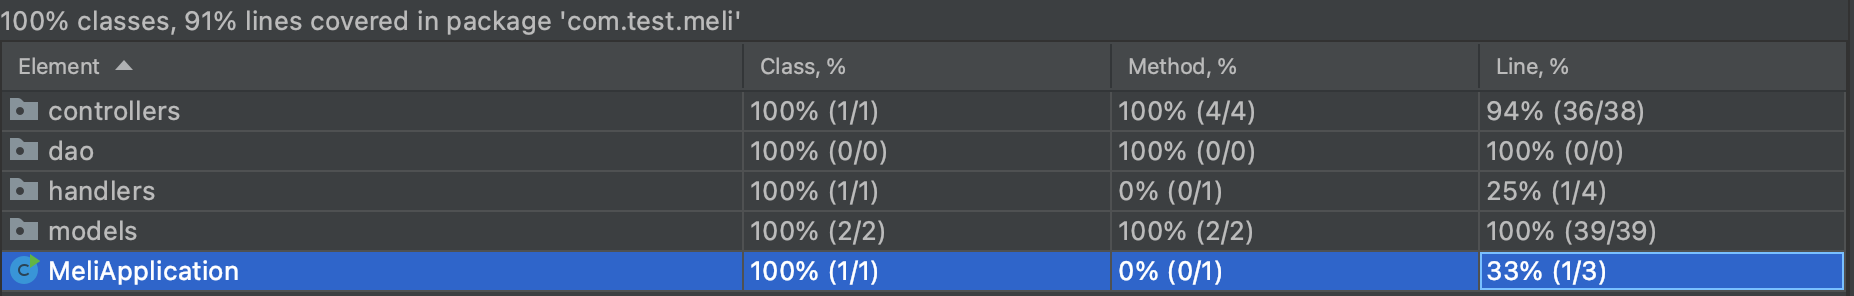 100% classes, 91% lines covered in package 'com.test.meli'
Element Class, % Method, % Line, %
controllers 100% (1/1) 100% (4/4) 94% (36/38)
dao 100% (0/0) 100% (0/0) 100% (0/0)
handlers 100% (1/1) 0% (0/1) 25% (1/4)
models 100% (2/2) 100% (2/2) 100% (39/39)
C MeliApplication 100% (1/1) 0% (0/1) 33% (1/3)